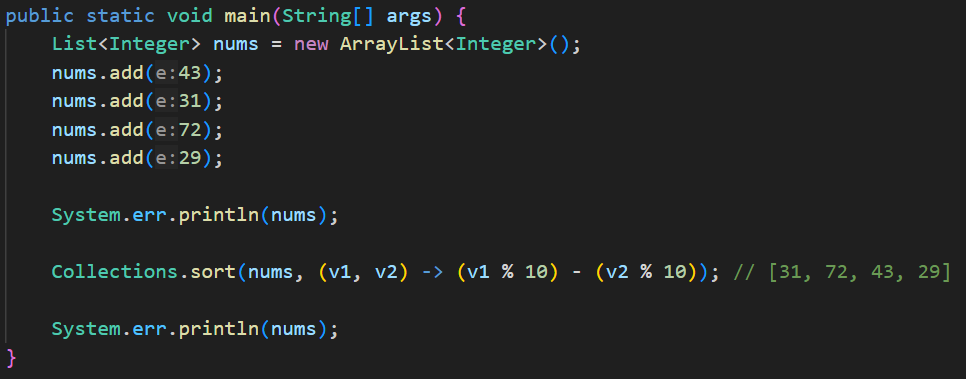 public static void main(String[] args) {
    List<Integer> nums = new ArrayList<Integer>();
    nums.add(e:43);
    nums.add(e:31);
    nums.add(e:72);
    nums.add(e:29);

    System.err.println(nums);

    Collections.sort(nums, (v1, v2) -> (v1 % 10) - (v2 % 10)); // [31, 72, 43, 29]

    System.err.println(nums);
}